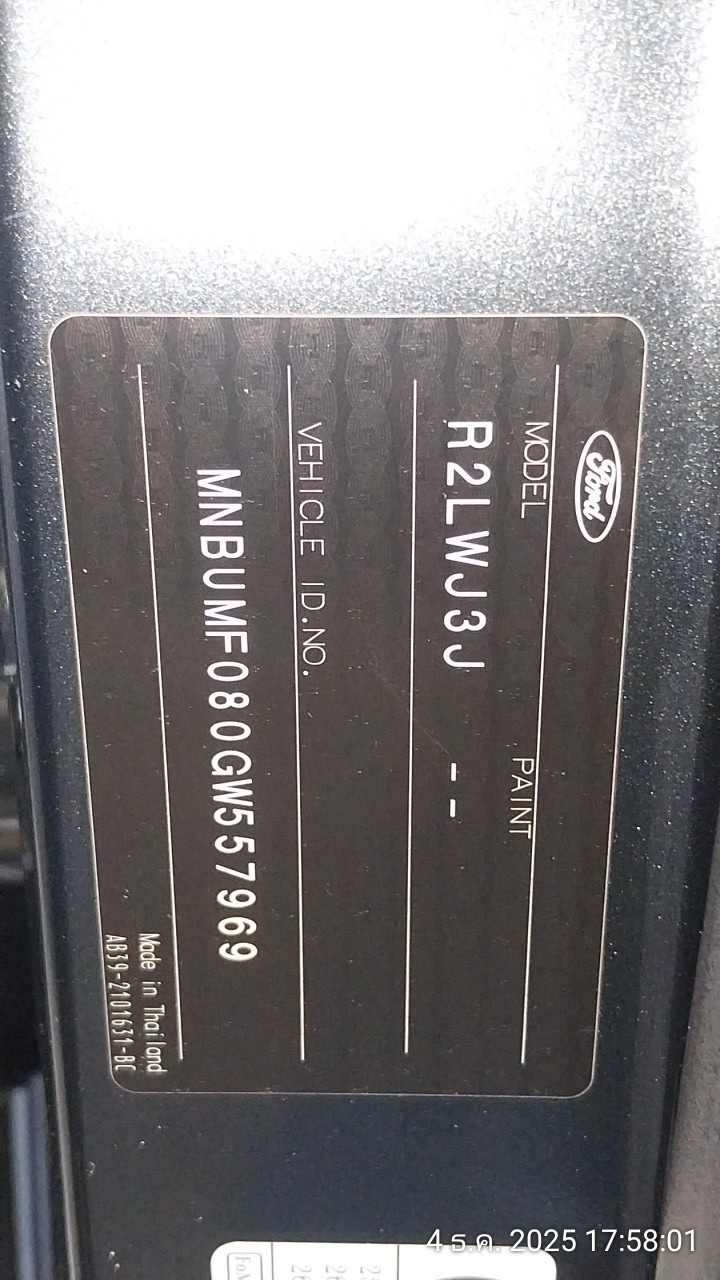 Ford
MODEL PAINT
R2LWJ3J --
VEHICLE ID.NO.
MNBUMF080GW557969
Made in Thailand
AB39-2101631-BC
4 ธ.ค. 2025 17:58:01